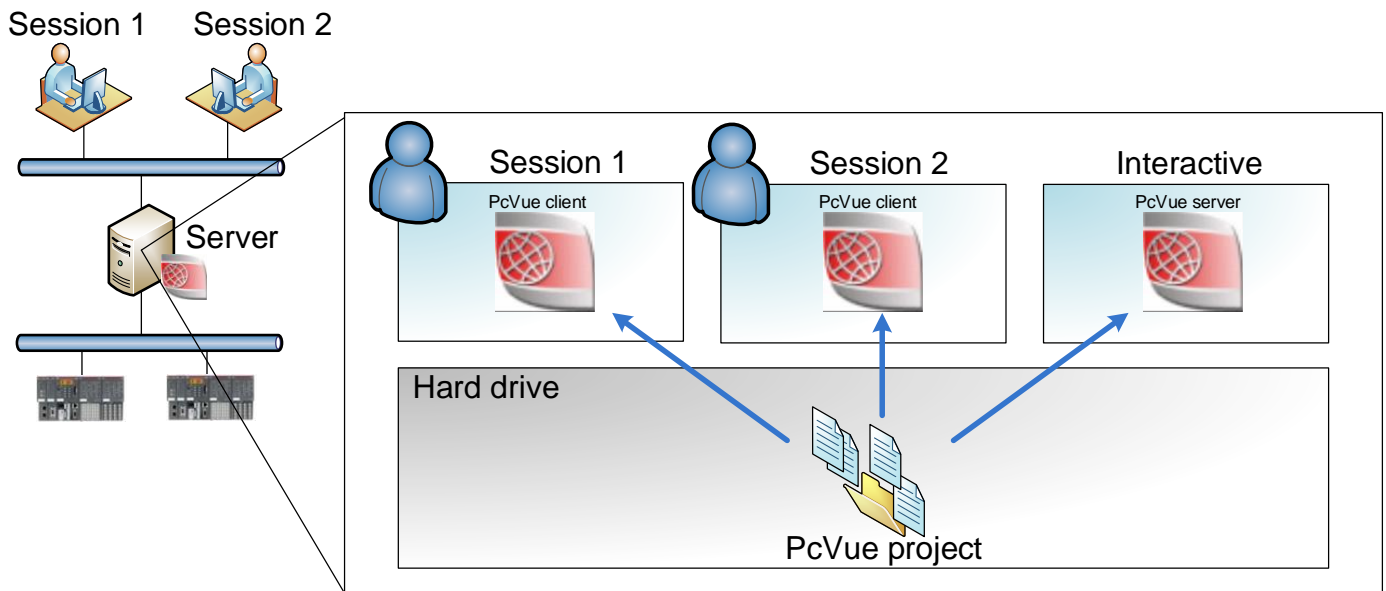 Session 1
Session 2
Server
Session 1
Session 2
Interactive
PcVue client
PcVue client
PcVue server
Hard drive
PcVue project